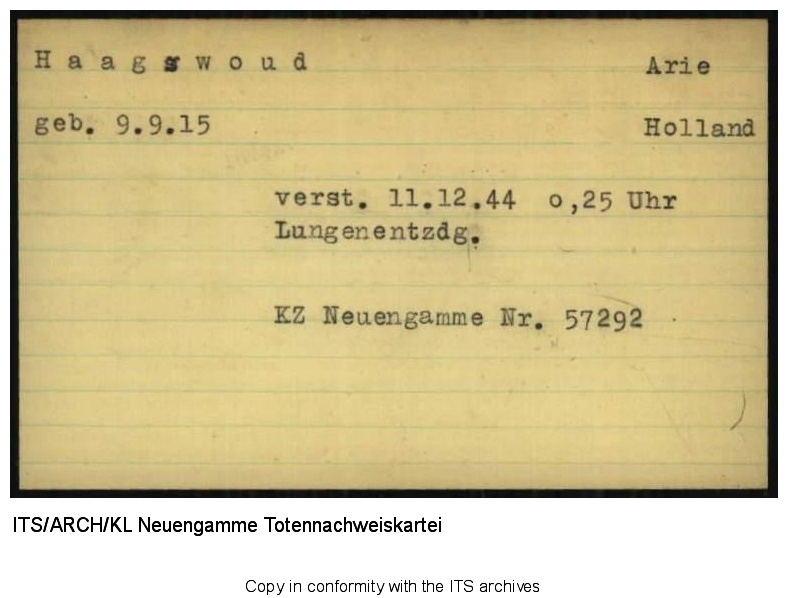 Haagswoud Arie
geb. 9.9.15 Holland
verst. 11.12.44 o,25 Uhr
Lungenentzdg.
KZ Neuengamme Nr. 57292
ITS/ARCH/KL Neuengamme Totennachweiskartei
Copy in conformity with the ITS archives